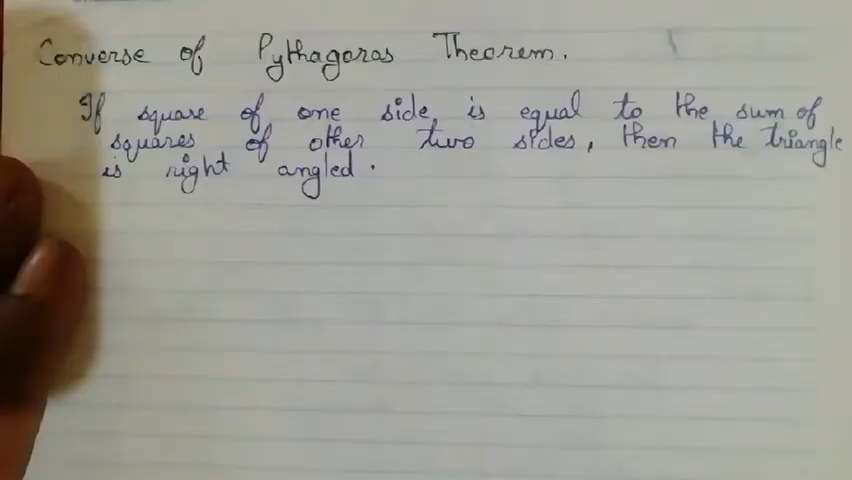 Converse of Pythagoras Theorem.
If square of one side is equal to the sum of
squares of other two sides, then the triangle
is right angled.